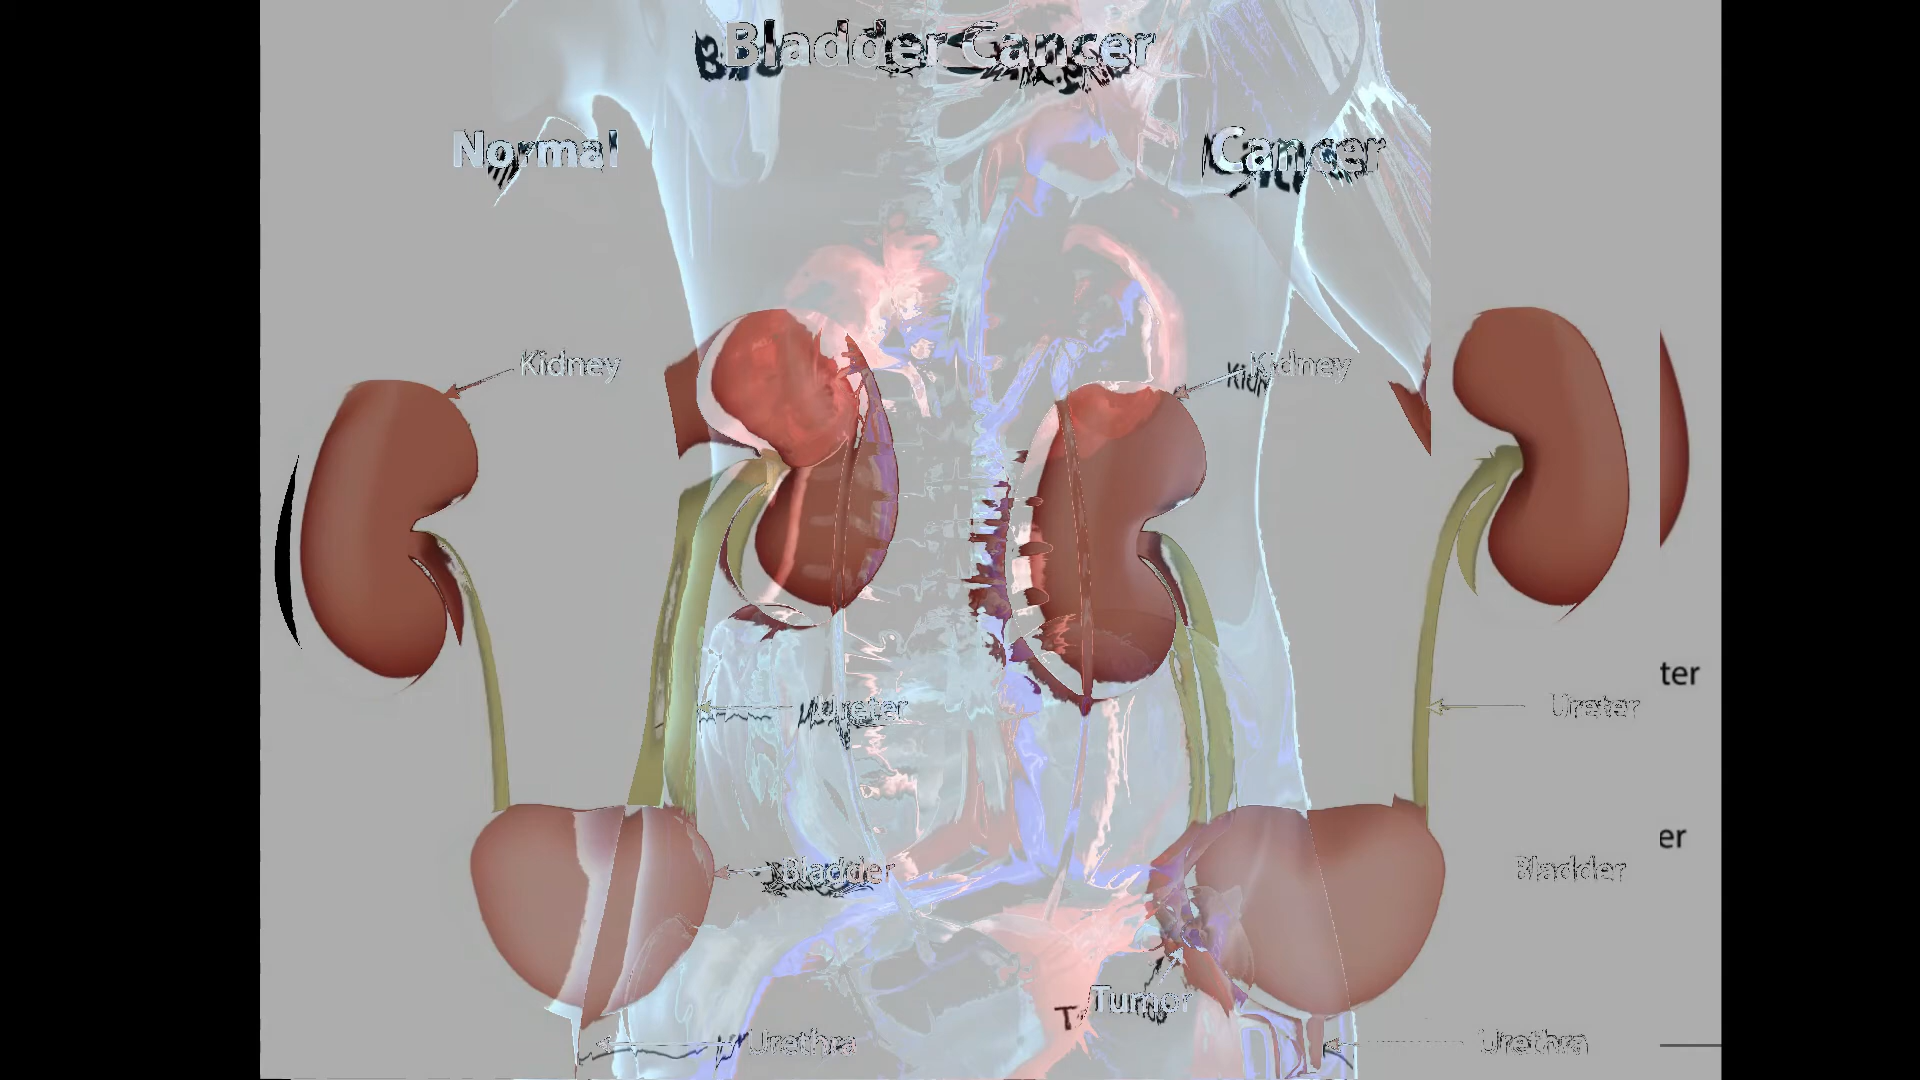 Bladder Cancer
Normal
Cancer
Kidney
Kidney
ter
Ureter
Ureter
er
Bladder
Bladder
Tumor
Urethra
Urethra